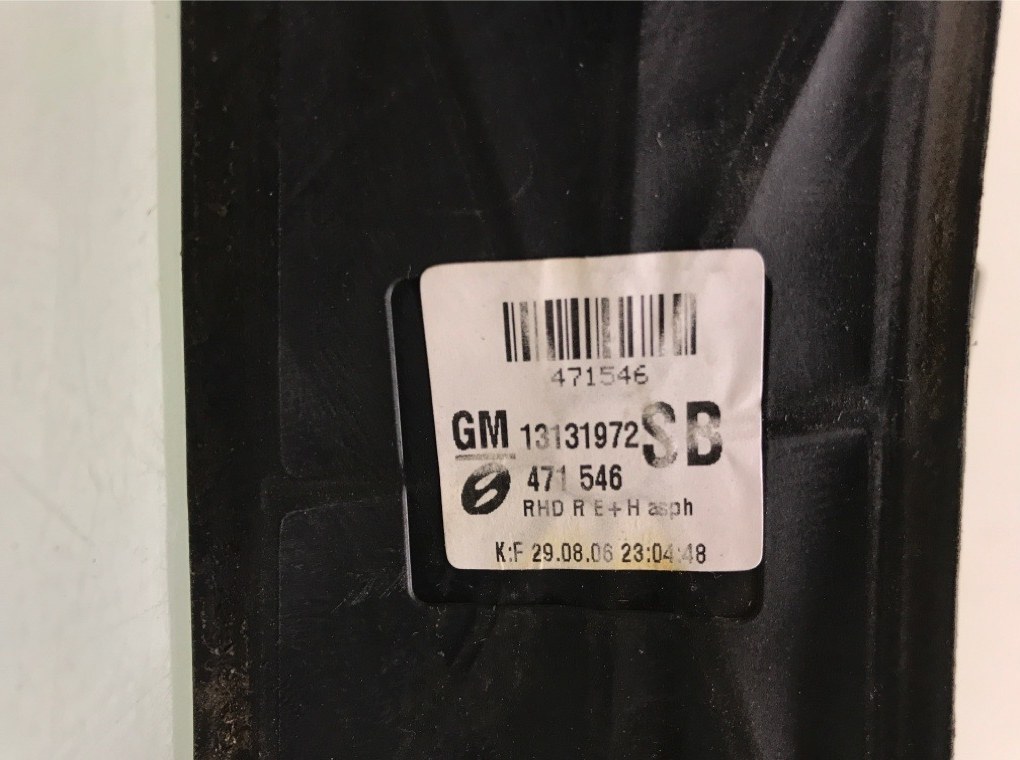 471546
GM 13131972 SB
471 546
RHD R E+H asph
K:F 29.08.06 23:04:48